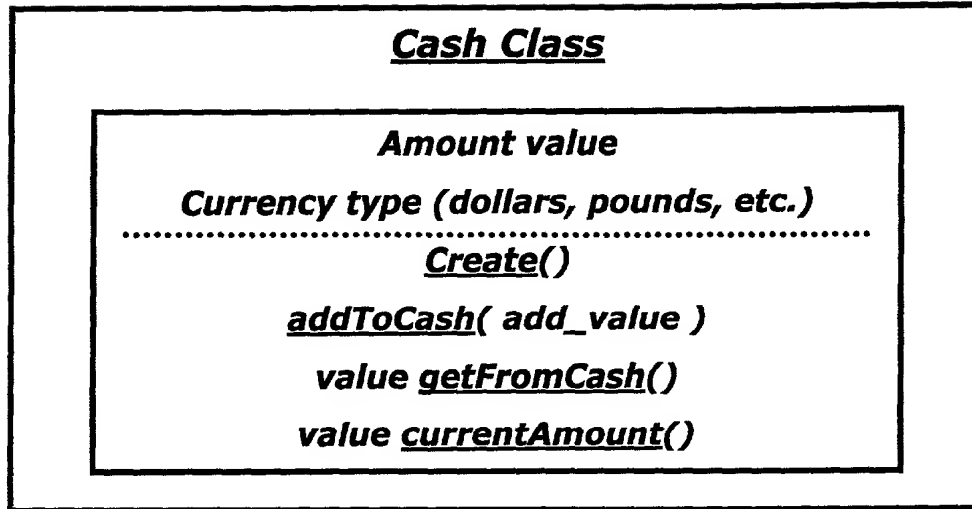 Cash Class
Amount value
Currency type (dollars, pounds, etc.)
Create()
addToCash( add_value )
value getFromCash()
value currentAmount()